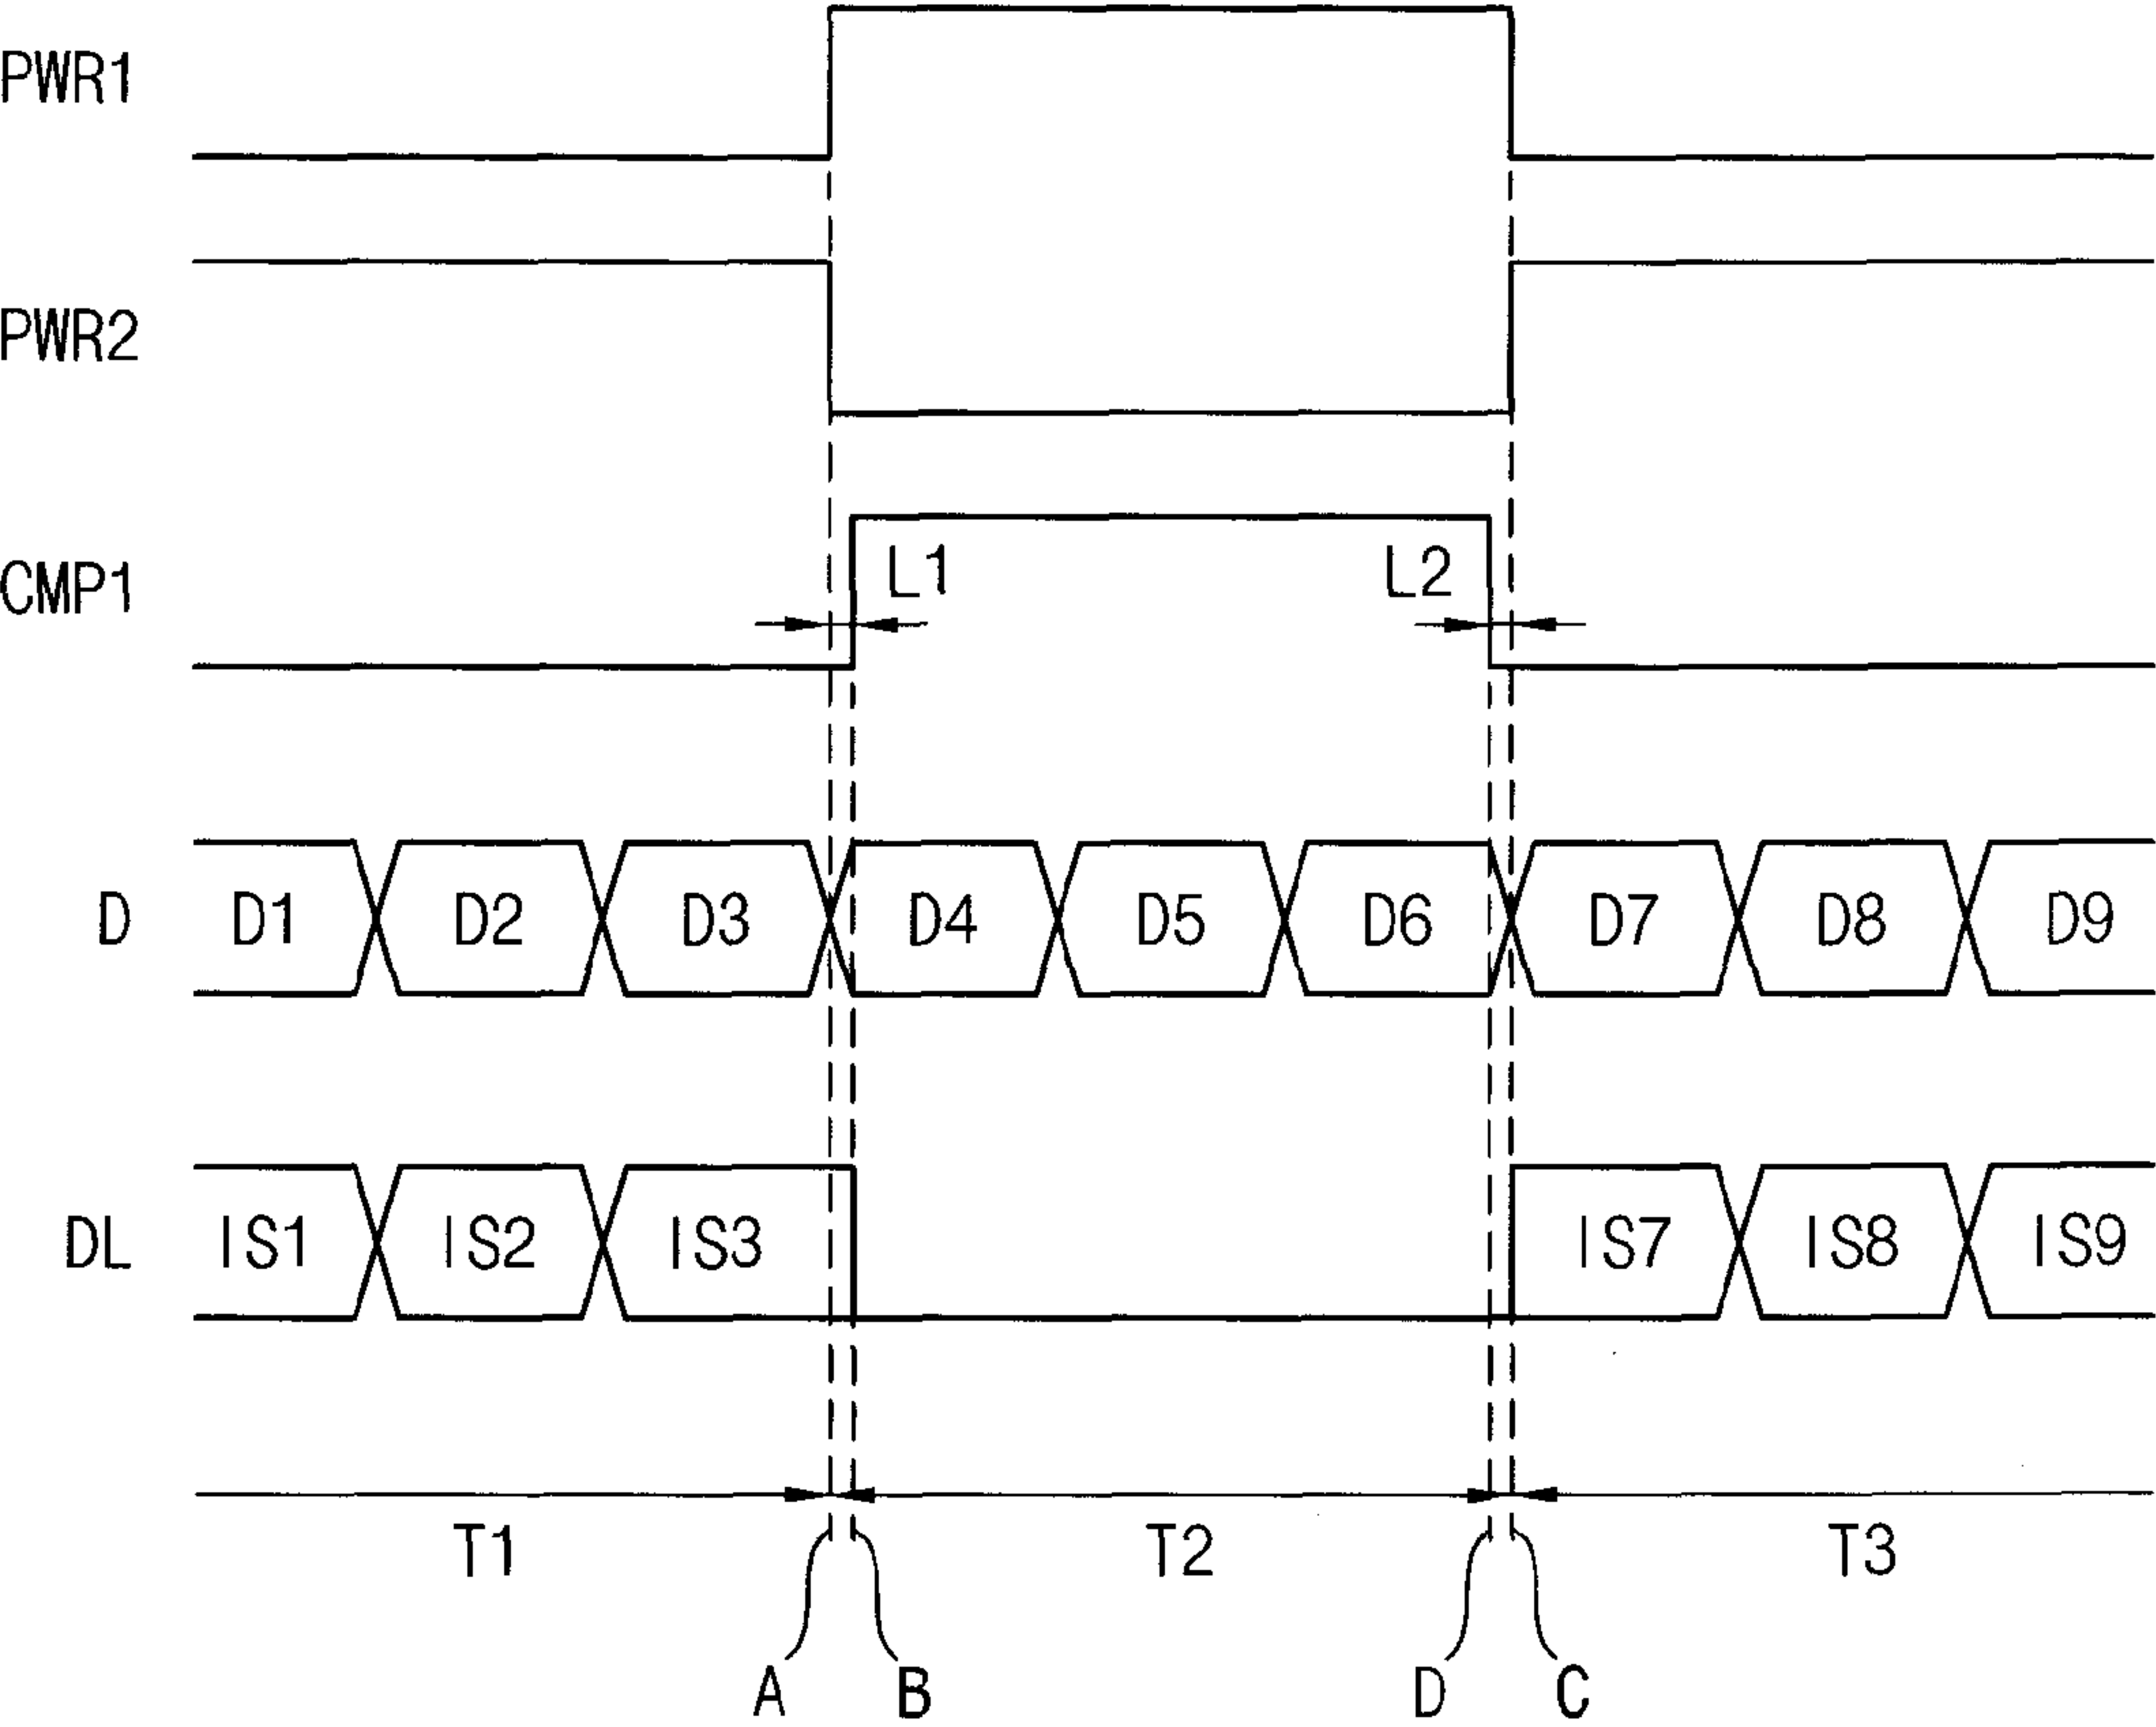 PWR1
PWR2
CMP1 L1 L2
D D1 D2 D3 D4 D5 D6 D7 D8 D9
DL IS1 IS2 IS3 IS7 IS8 IS9
T1 T2 T3
A B D C